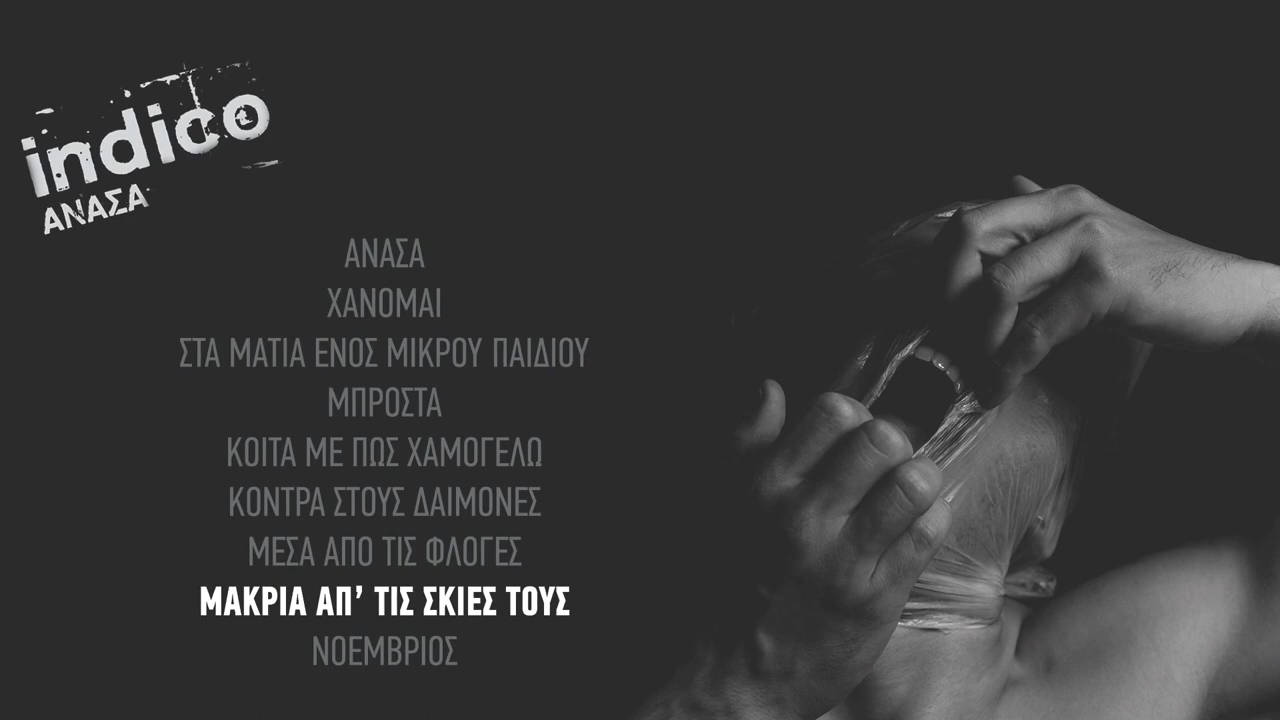 indico
ΑΝΑΣΑ
ΑΝΑΣΑ
ΧΑΝΟΜΑΙ
ΣΤΑ ΜΑΤΙΑ ΕΝΟΣ ΜΙΚΡΟΥ ΠΑΙΔΙΟΥ
ΜΠΡΟΣΤΑ
ΚΟΙΤΑ ΜΕ ΠΩΣ ΧΑΜΟΓΕΛΩ
ΚΟΝΤΡΑ ΣΤΟΥΣ ΔΑΙΜΟΝΕΣ
ΜΕΣΑ ΑΠΟ ΤΙΣ ΦΛΟΓΕΣ
ΜΑΚΡΙΑ ΑΠ’ ΤΙΣ ΣΚΙΕΣ ΤΟΥΣ
ΝΟΕΜΒΡΙΟΣ